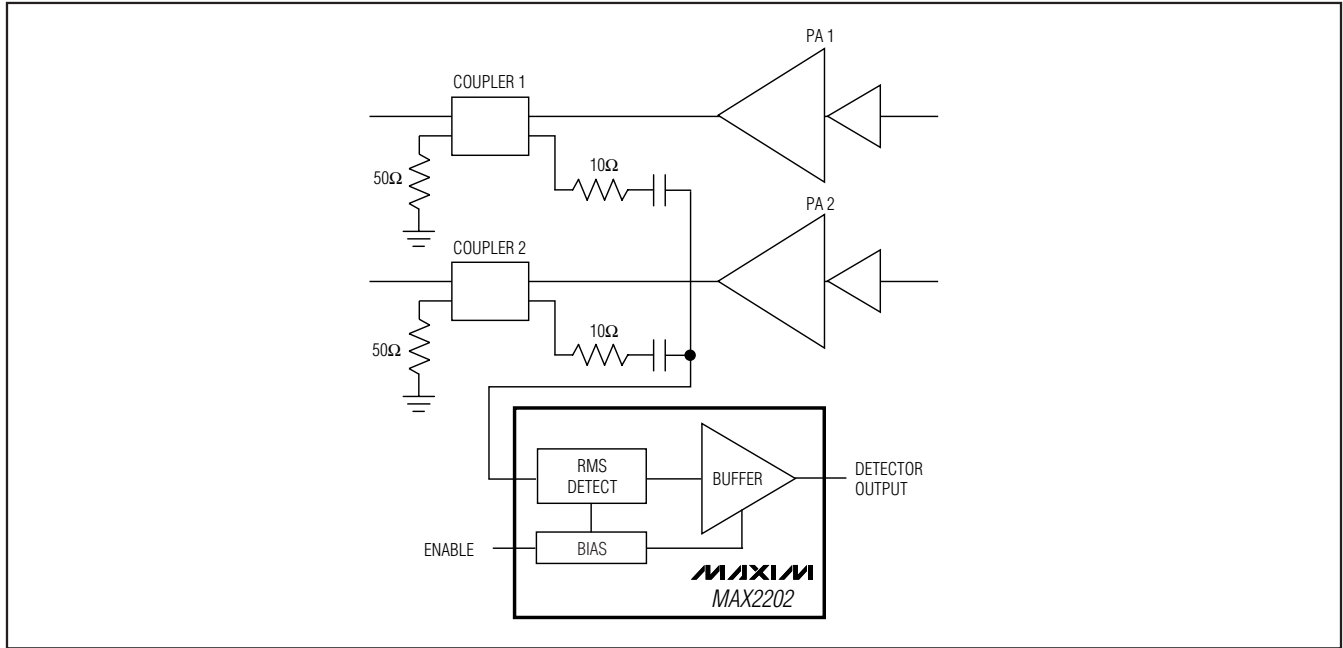 PA 1
COUPLER 1
10Ω
50Ω
PA 2
COUPLER 2
10Ω
50Ω
RMS
DETECT
BUFFER
DETECTOR
OUTPUT
ENABLE
BIAS
MAXIM
MAX2202